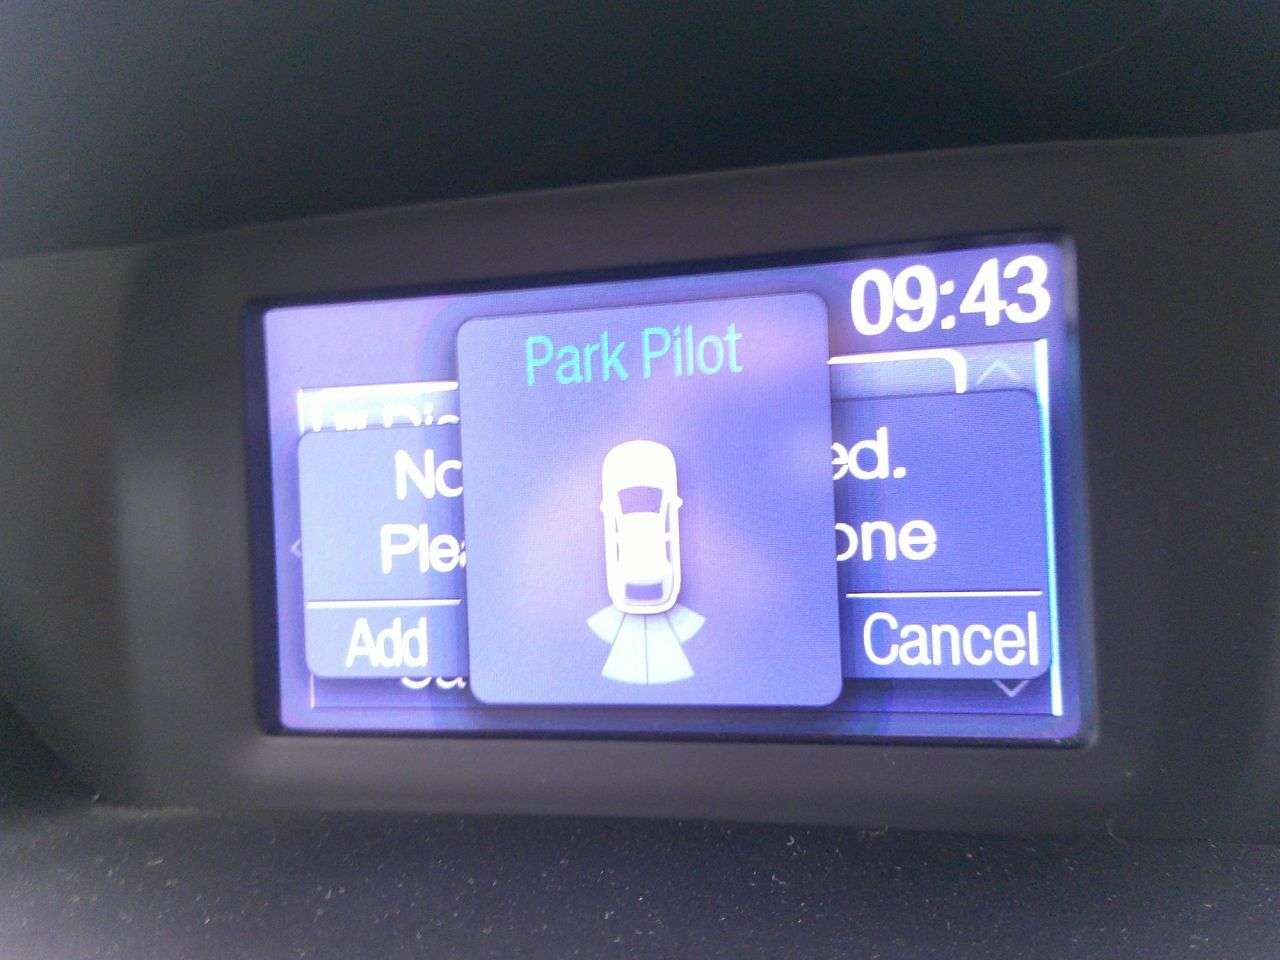 09:43
Park Pilot
No ed.
Plea one
Add Cancel